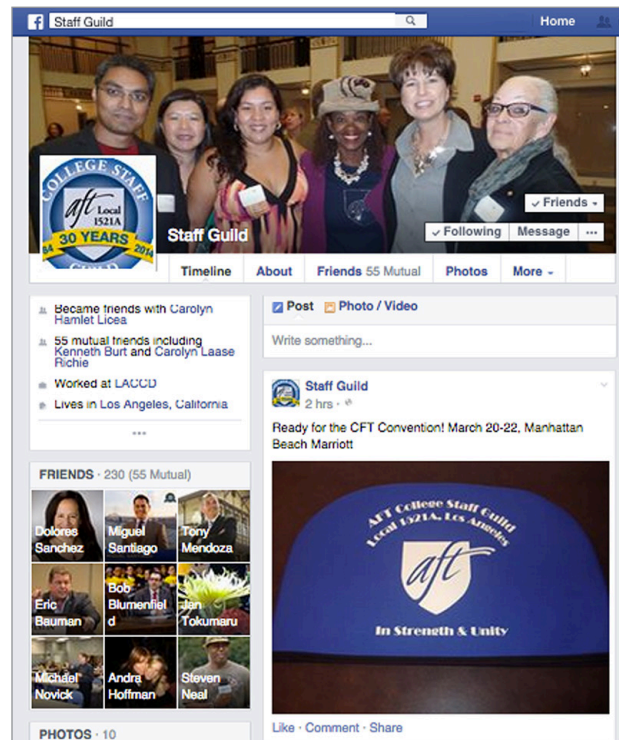 Staff Guild
Home
COLLEGE STAFF
aft Local
1521A
30 YEARS
84 2014
GUILD
Staff Guild
Friends
Following Message ...
Timeline About Friends 55 Mutual Photos More
Became friends with Carolyn
Hamlet Licea
55 mutual friends including
Kenneth Burt and Carolyn Laase
Richie
Worked at LACCD
Lives in Los Angeles, California
...
FRIENDS · 230 (55 Mutual)
Dolores
Sanchez
Miguel
Santiago
Tony
Mendoza
Eric
Bauman
Bob
Blumenfiel
d
Jan
Tokumaru
Michael
Novick
Andra
Hoffman
Steven
Neal
PHOTOS · 10
Post Photo / Video
Write something...
Staff Guild
2 hrs ·
Ready for the CFT Convention! March 20-22, Manhattan
Beach Marriott
AFT College Staff Guild
Local 1521A, Los Angeles
aft
In Strength & Unity
Like · Comment · Share